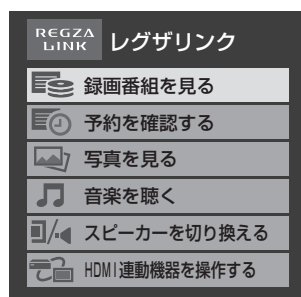 REGZA
LINK
レグザリンク
録画番組を見る
予約を確認する
写真を見る
音楽を聴く
スピーカーを切り換える
HDMI連動機器を操作する